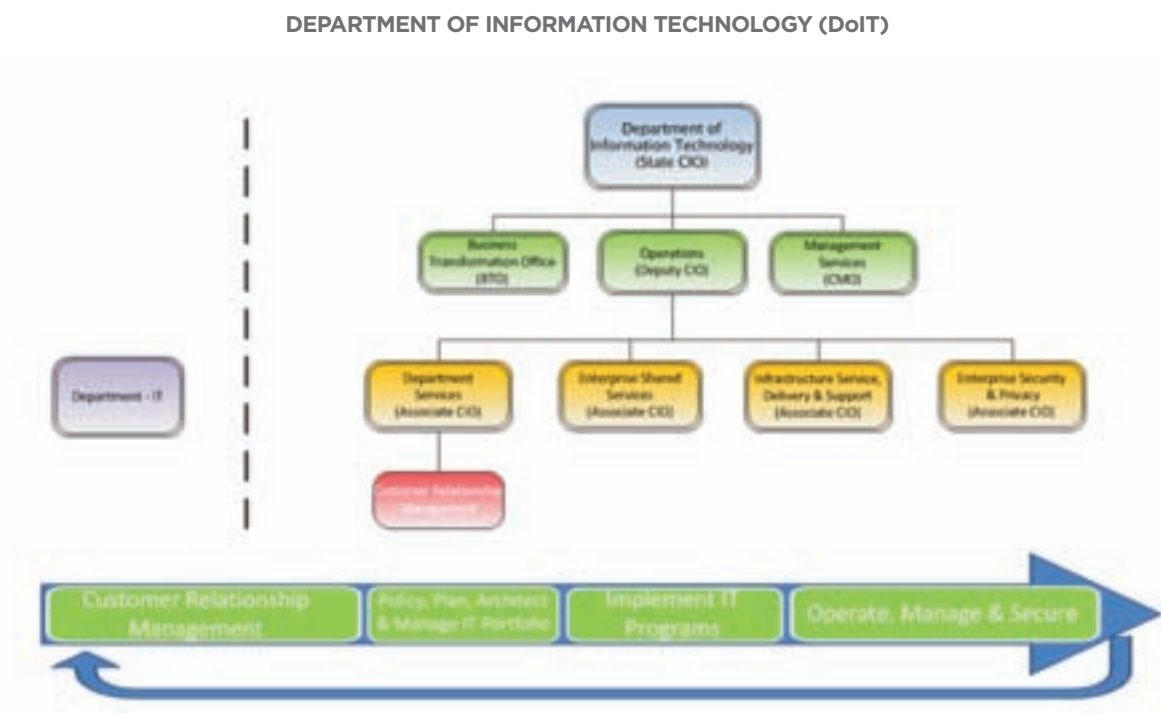 DEPARTMENT OF INFORMATION TECHNOLOGY (DoIT)
Department of
Information Technology
(State CIO)
Business
Transformation Office
(BTO)
Operations
(Deputy CIO)
Management
Services
(CMO)
Department - IT
Department
Services
(Associate CIO)
Enterprise Shared
Services
(Associate CIO)
Infrastructure Service,
Delivery & Support
(Associate CIO)
Enterprise Security
& Privacy
(Associate CIO)
Customer Relationship
Management
Customer Relationship
Management
Policy, Plan, Architect
& Manage IT Portfolio
Implement IT
Programs
Operate, Manage & Secure